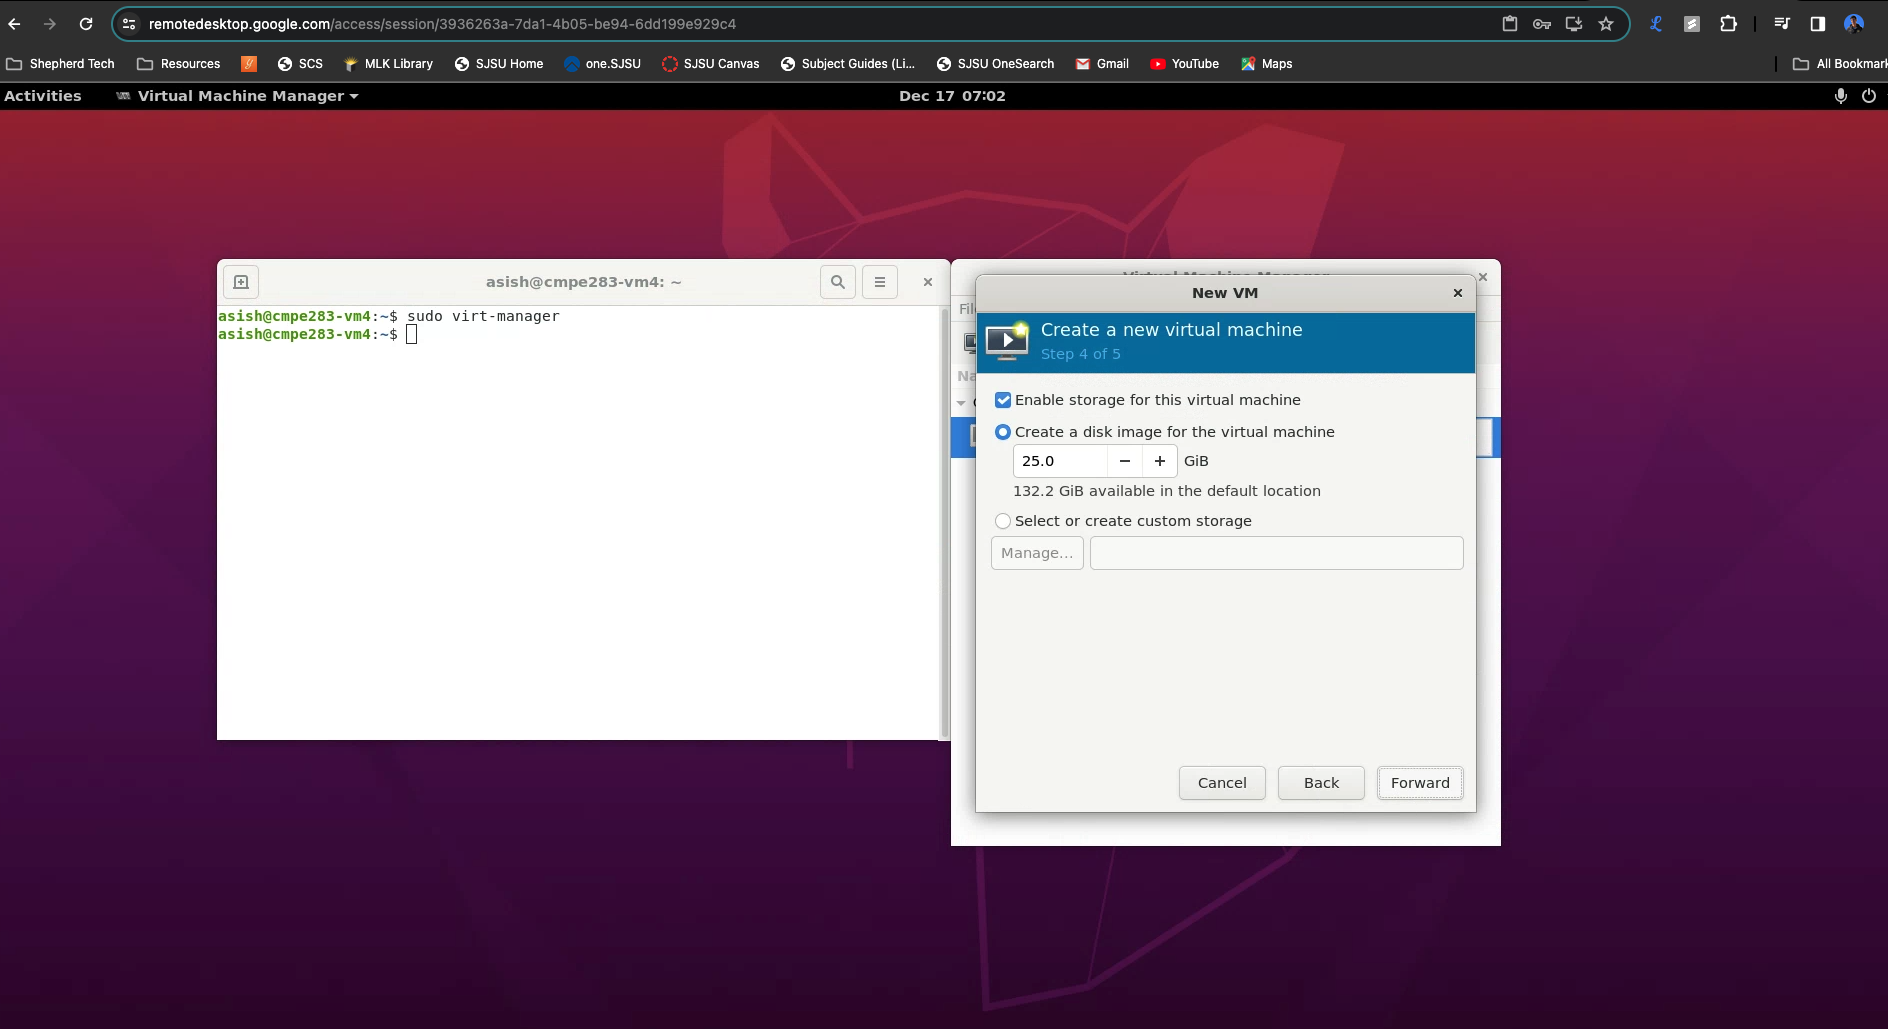 remotedesktop.google.com/access/session/3936263a-7da1-4b05-be94-6dd199e929c4
Shepherd Tech Resources SCS MLK Library SJSU Home one.SJSU SJSU Canvas Subject Guides (Li... SJSU OneSearch Gmail YouTube Maps All Bookmark
Activities Virtual Machine Manager Dec 17 07:02
asish@cmpe283-vm4: ~
asish@cmpe283-vm4:~$ sudo virt-manager
asish@cmpe283-vm4:~$
Virtual Machine Manager
New VM
Create a new virtual machine
Step 4 of 5
Enable storage for this virtual machine
Create a disk image for the virtual machine
25.0 − + GiB
132.2 GiB available in the default location
Select or create custom storage
Manage...
Cancel Back Forward